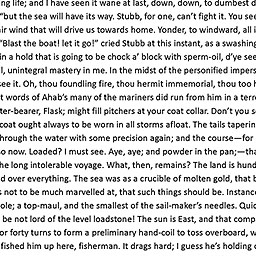 ng life; and I have seen it wane at last, down, down, to dumbest d
"but the sea will have its way. Stubb, for one, can't fight it. You see
ir wind that will drive us towards home. Yonder, to windward, all i
"Blast the boat! let it go!" cried Stubb at this instant, as a swashing
in a hold that is going to be chock a' block with sperm-oil, d'ye see
l, unintegral mastery in me. In the midst of the personified impers
see it. Oh, thou foundling fire, thou hermit immemorial, thou too h
t words of Ahab's many of the mariners did run from him in a terro
eter-bearer, Flask; might fill pitchers at your coat collar. Don't you s
coat ought always to be worn in all storms afloat. The tails taperin
hrough the water with some precision again; and the course—for
o now. Loaded? I must see. Aye, aye; and powder in the pan;—tha
he long intolerable voyage. What, then, remains? The land is hund
d over everything. The sea was as a crucible of molten gold, that b
s not to be much marvelled at, that such things should be. Instanc
ole; a top-maul, and the smallest of the sail-maker's needles. Quic
be not lord of the level loadstone! The sun is East, and that comp
or forty turns to form a preliminary hand-coil to toss overboard, w
fished him up here, fisherman. It drags hard; I guess he's holding o